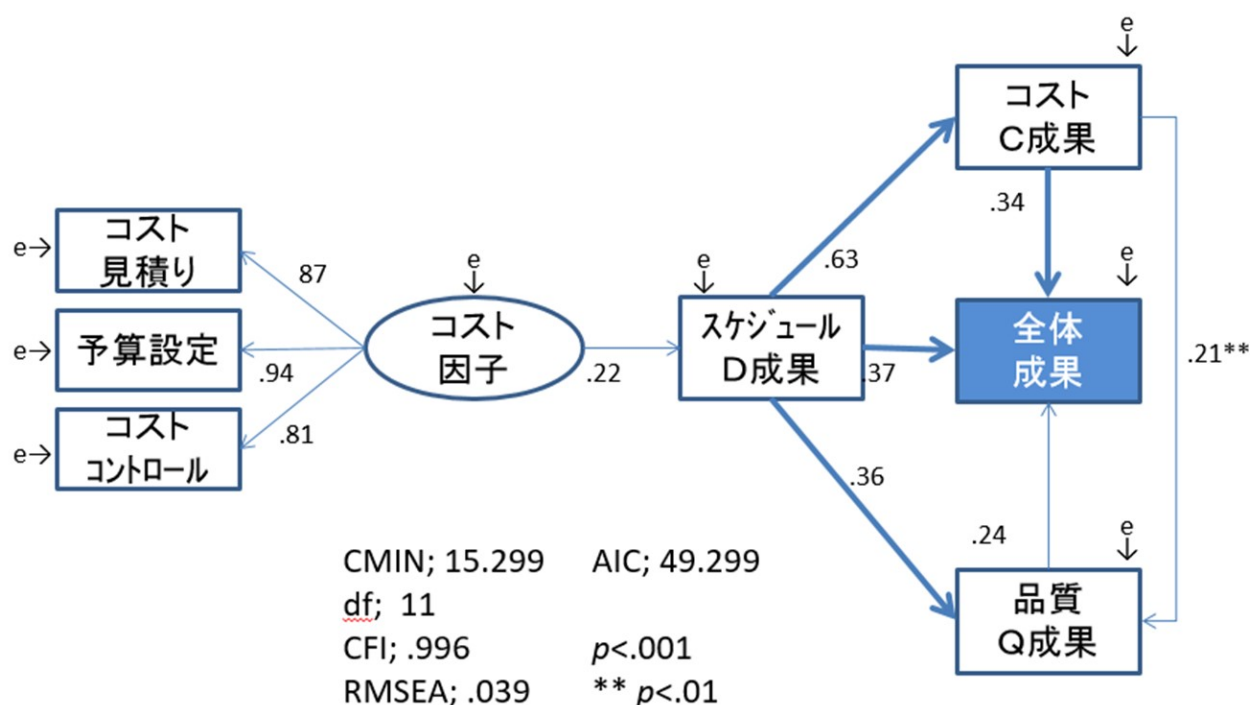 e→
コスト
見積り
e→
予算設定
e→
コスト
コントロール
87
.94
.81
e
↓
コスト
因子
.22
e
↓
ｽｹｼﾞｭｰﾙ
D成果
.63
.37
.36
e
↓
コスト
C成果
.34
e
↓
全体
成果
.21**
.24
e
↓
品質
Q成果
CMIN; 15.299 AIC; 49.299
df; 11
CFI; .996 p<.001
RMSEA; .039 ** p<.01